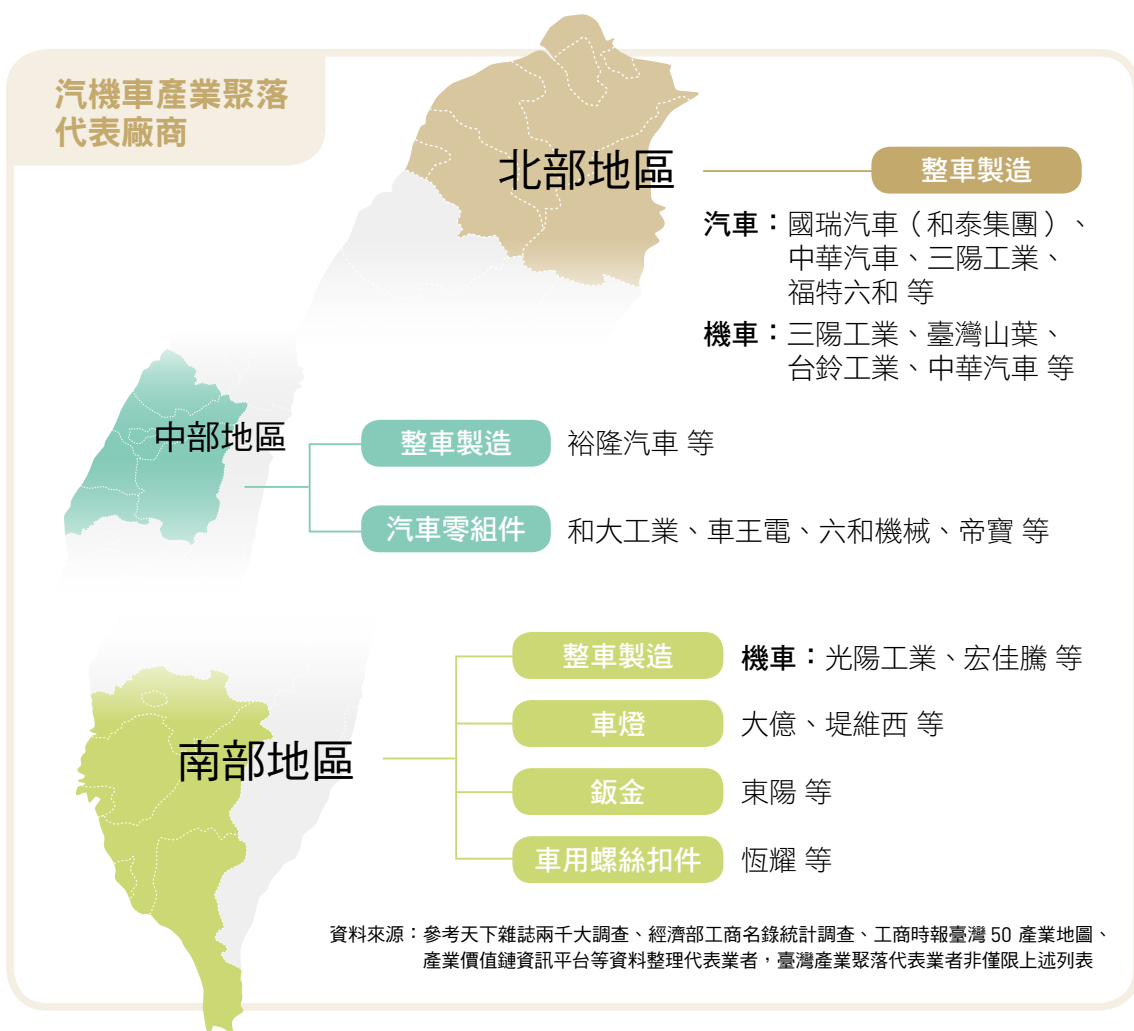 汽機車產業聚落
代表廠商
北部地區
整車製造
汽車：國瑞汽車（和泰集團）、
中華汽車、三陽工業、
福特六和 等
機車：三陽工業、臺灣山葉、
台鈴工業、中華汽車 等
中部地區
整車製造
裕隆汽車 等
汽車零組件
和大工業、車王電、六和機械、帝寶 等
南部地區
整車製造
機車：光陽工業、宏佳騰 等
車燈
大億、堤維西 等
鈑金
東陽 等
車用螺絲扣件
恆耀 等
資料來源：參考天下雜誌兩千大調查、經濟部工商名錄統計調查、工商時報臺灣 50 產業地圖、
產業價值鏈資訊平台等資料整理代表業者，臺灣產業聚落代表業者非僅限上述列表